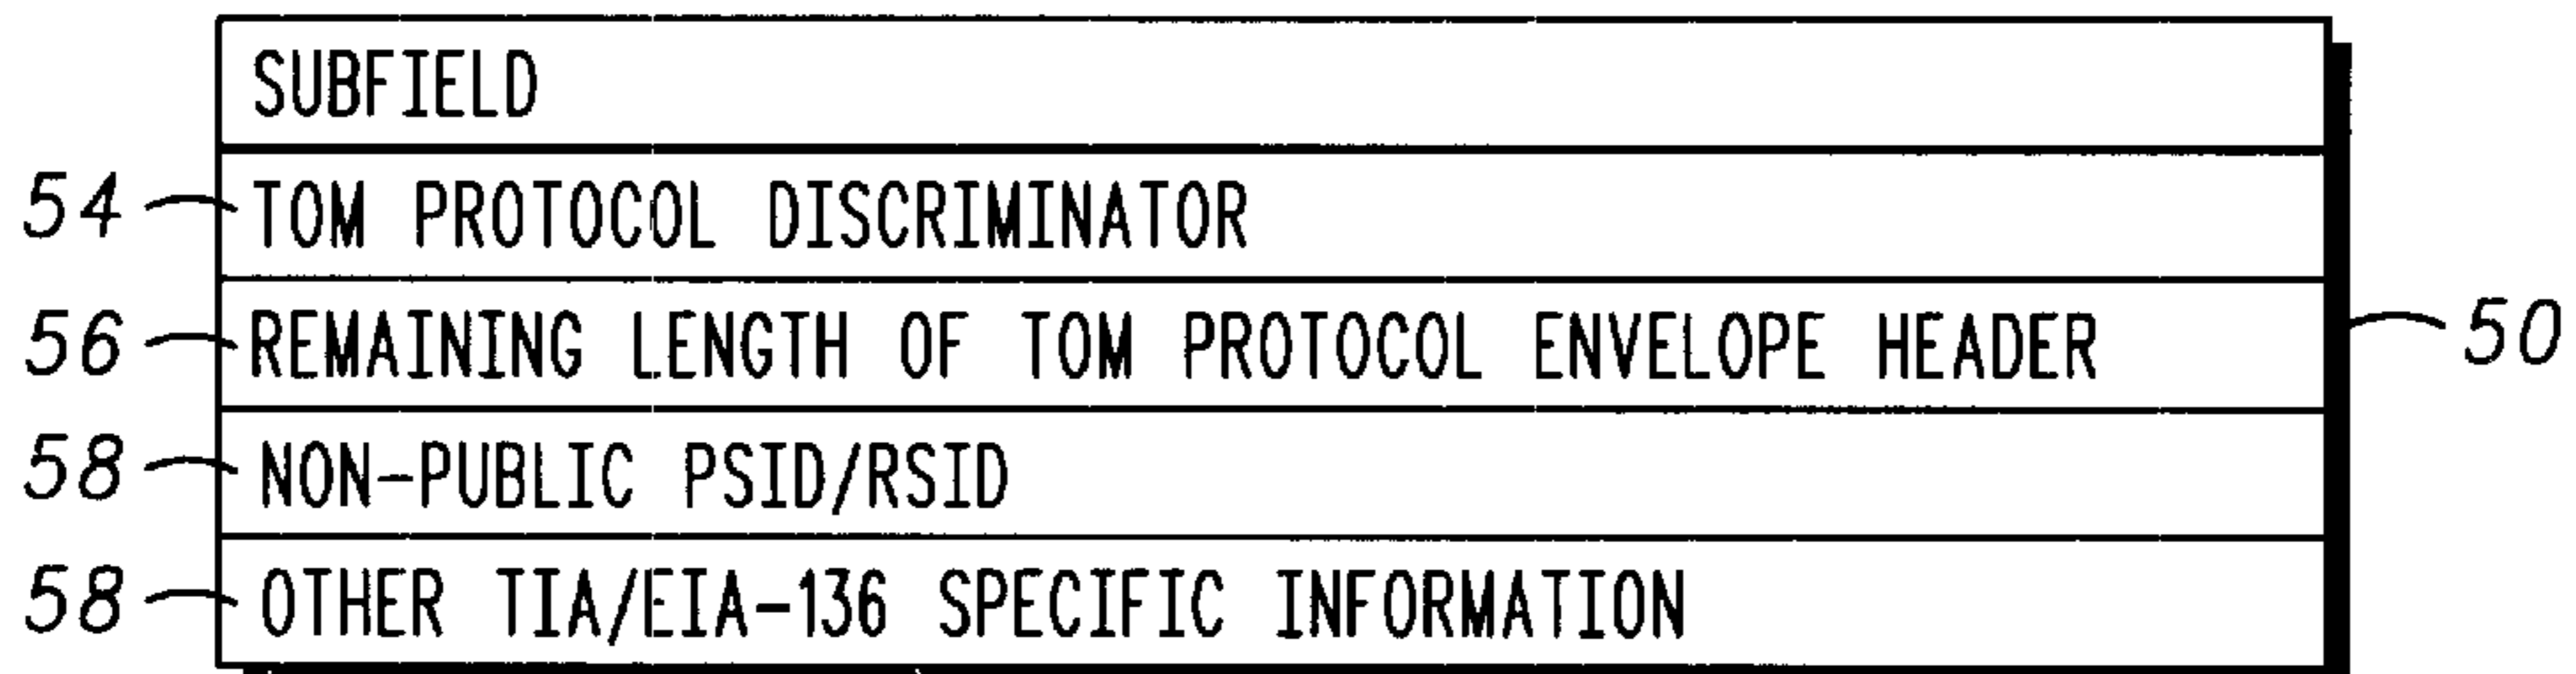 SUBFIELD
54 TOM PROTOCOL DISCRIMINATOR
56 REMAINING LENGTH OF TOM PROTOCOL ENVELOPE HEADER 50
58 NON-PUBLIC PSID/RSID
58 OTHER TIA/EIA-136 SPECIFIC INFORMATION